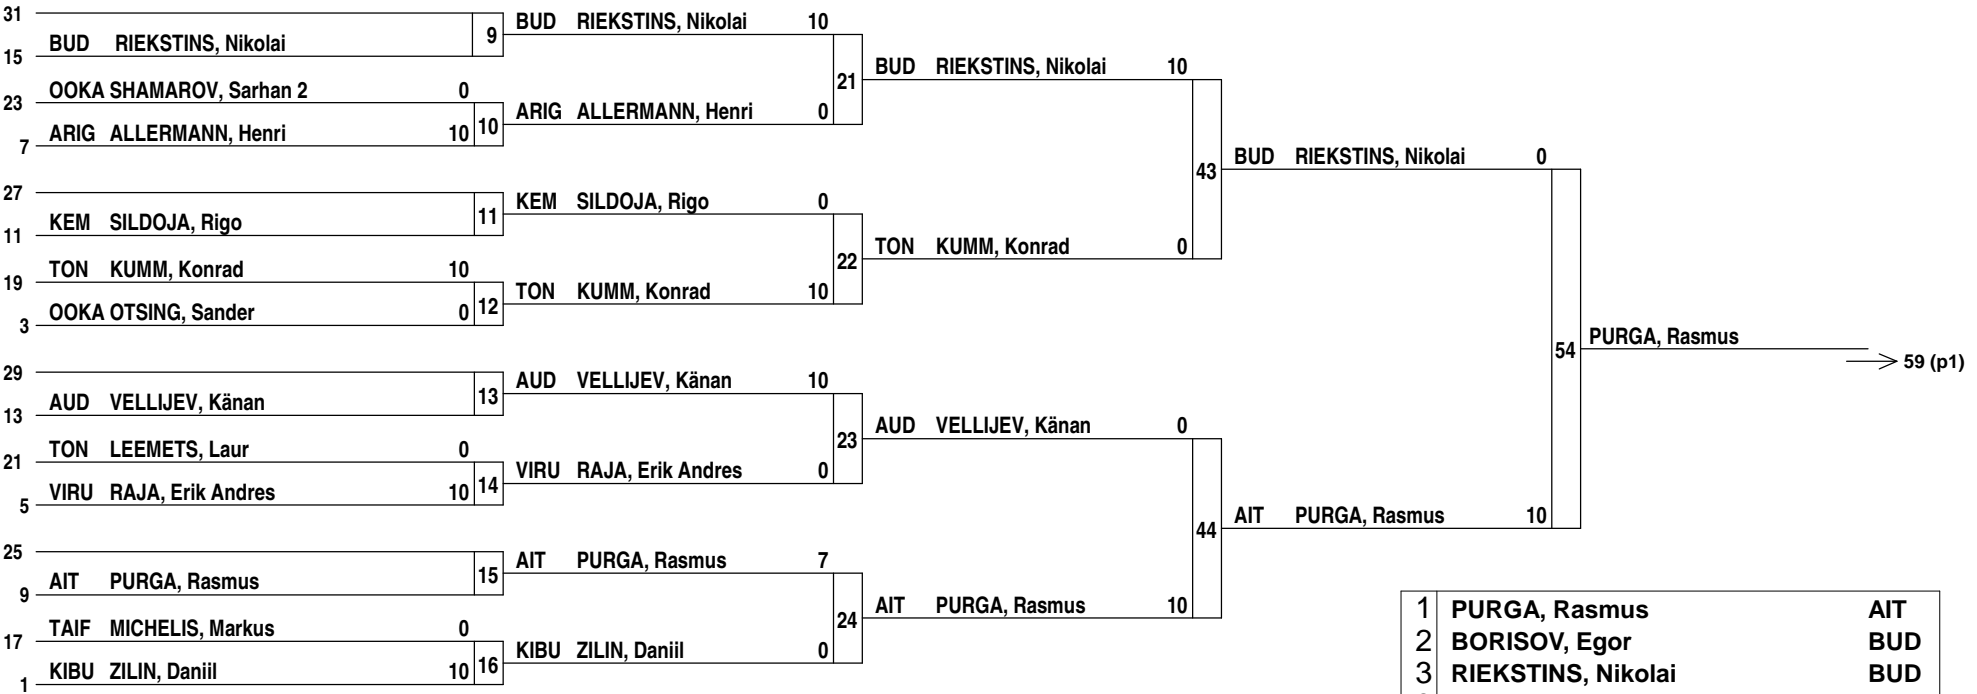 31
BUD RIEKSTINS, Nikolai
15
9
23
OOKA SHAMAROV, Sarhan 2 0
ARIG ALLERMANN, Henri 10
7
10
27
KEM SILDOJA, Rigo
11
11
19
TON KUMM, Konrad 10
OOKA OTSING, Sander 0
3
12
29
AUD VELLIJEV, Känan
13
13
21
TON LEEMETS, Laur 0
VIRU RAJA, Erik Andres 10
5
14
25
AIT PURGA, Rasmus
9
15
17
TAIF MICHELIS, Markus 0
KIBU ZILIN, Daniil 10
1
16
BUD RIEKSTINS, Nikolai 10
ARIG ALLERMANN, Henri 0
21
KEM SILDOJA, Rigo 0
TON KUMM, Konrad 10
22
AUD VELLIJEV, Känan 10
VIRU RAJA, Erik Andres 0
23
AIT PURGA, Rasmus 7
KIBU ZILIN, Daniil 0
24
BUD RIEKSTINS, Nikolai 10
TON KUMM, Konrad 0
43
AUD VELLIJEV, Känan 0
AIT PURGA, Rasmus 10
44
BUD RIEKSTINS, Nikolai 0
AIT PURGA, Rasmus 10
54
PURGA, Rasmus
59 (p1)
1 PURGA, Rasmus AIT
2 BORISOV, Egor BUD
3 RIEKSTINS, Nikolai BUD